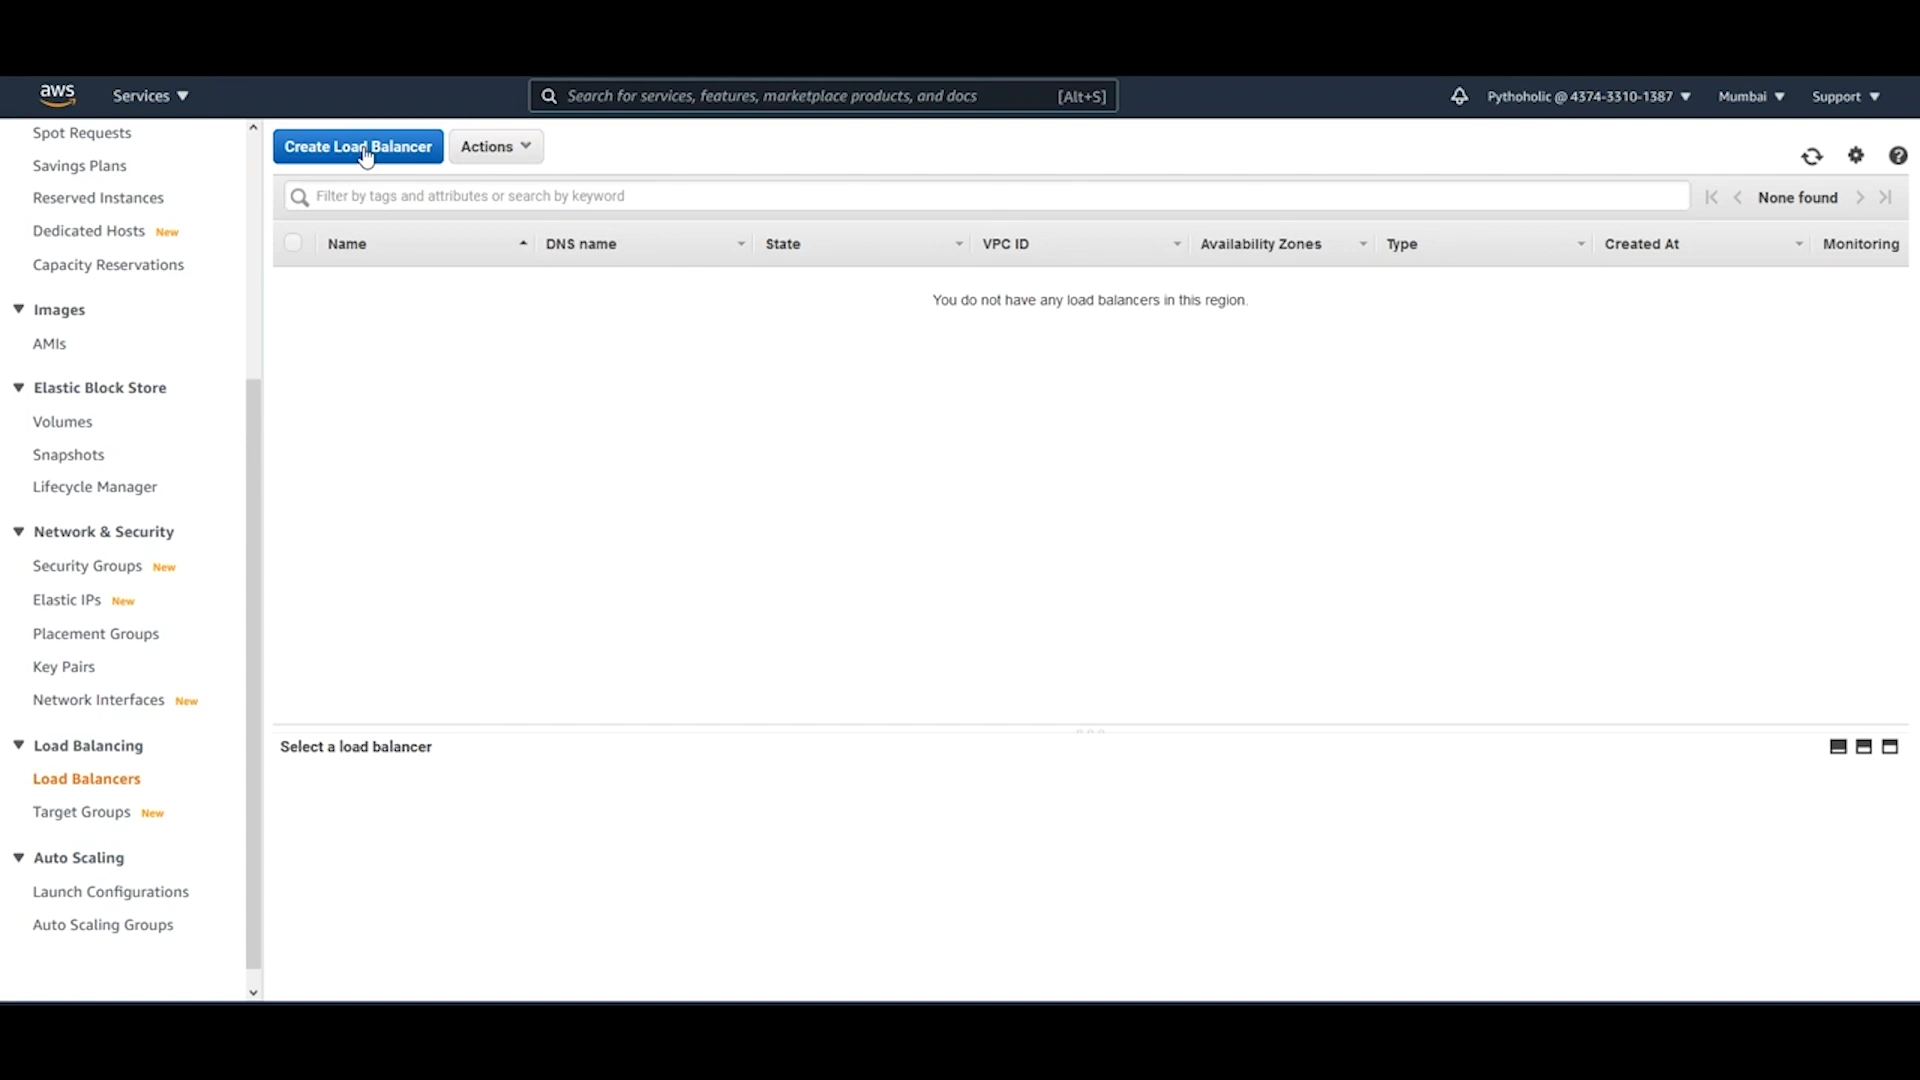 aws Services Search for services, features, marketplace products, and docs [Alt+S] Pythoholic @ 4374-3310-1387 Mumbai Support
Spot Requests
Savings Plans
Reserved Instances
Dedicated Hosts New
Capacity Reservations
Images
AMIs
Elastic Block Store
Volumes
Snapshots
Lifecycle Manager
Network & Security
Security Groups New
Elastic IPs New
Placement Groups
Key Pairs
Network Interfaces New
Load Balancing
Load Balancers
Target Groups New
Auto Scaling
Launch Configurations
Auto Scaling Groups
Create Load Balancer Actions
Filter by tags and attributes or search by keyword None found
Name DNS name State VPC ID Availability Zones Type Created At Monitoring
You do not have any load balancers in this region.
Select a load balancer